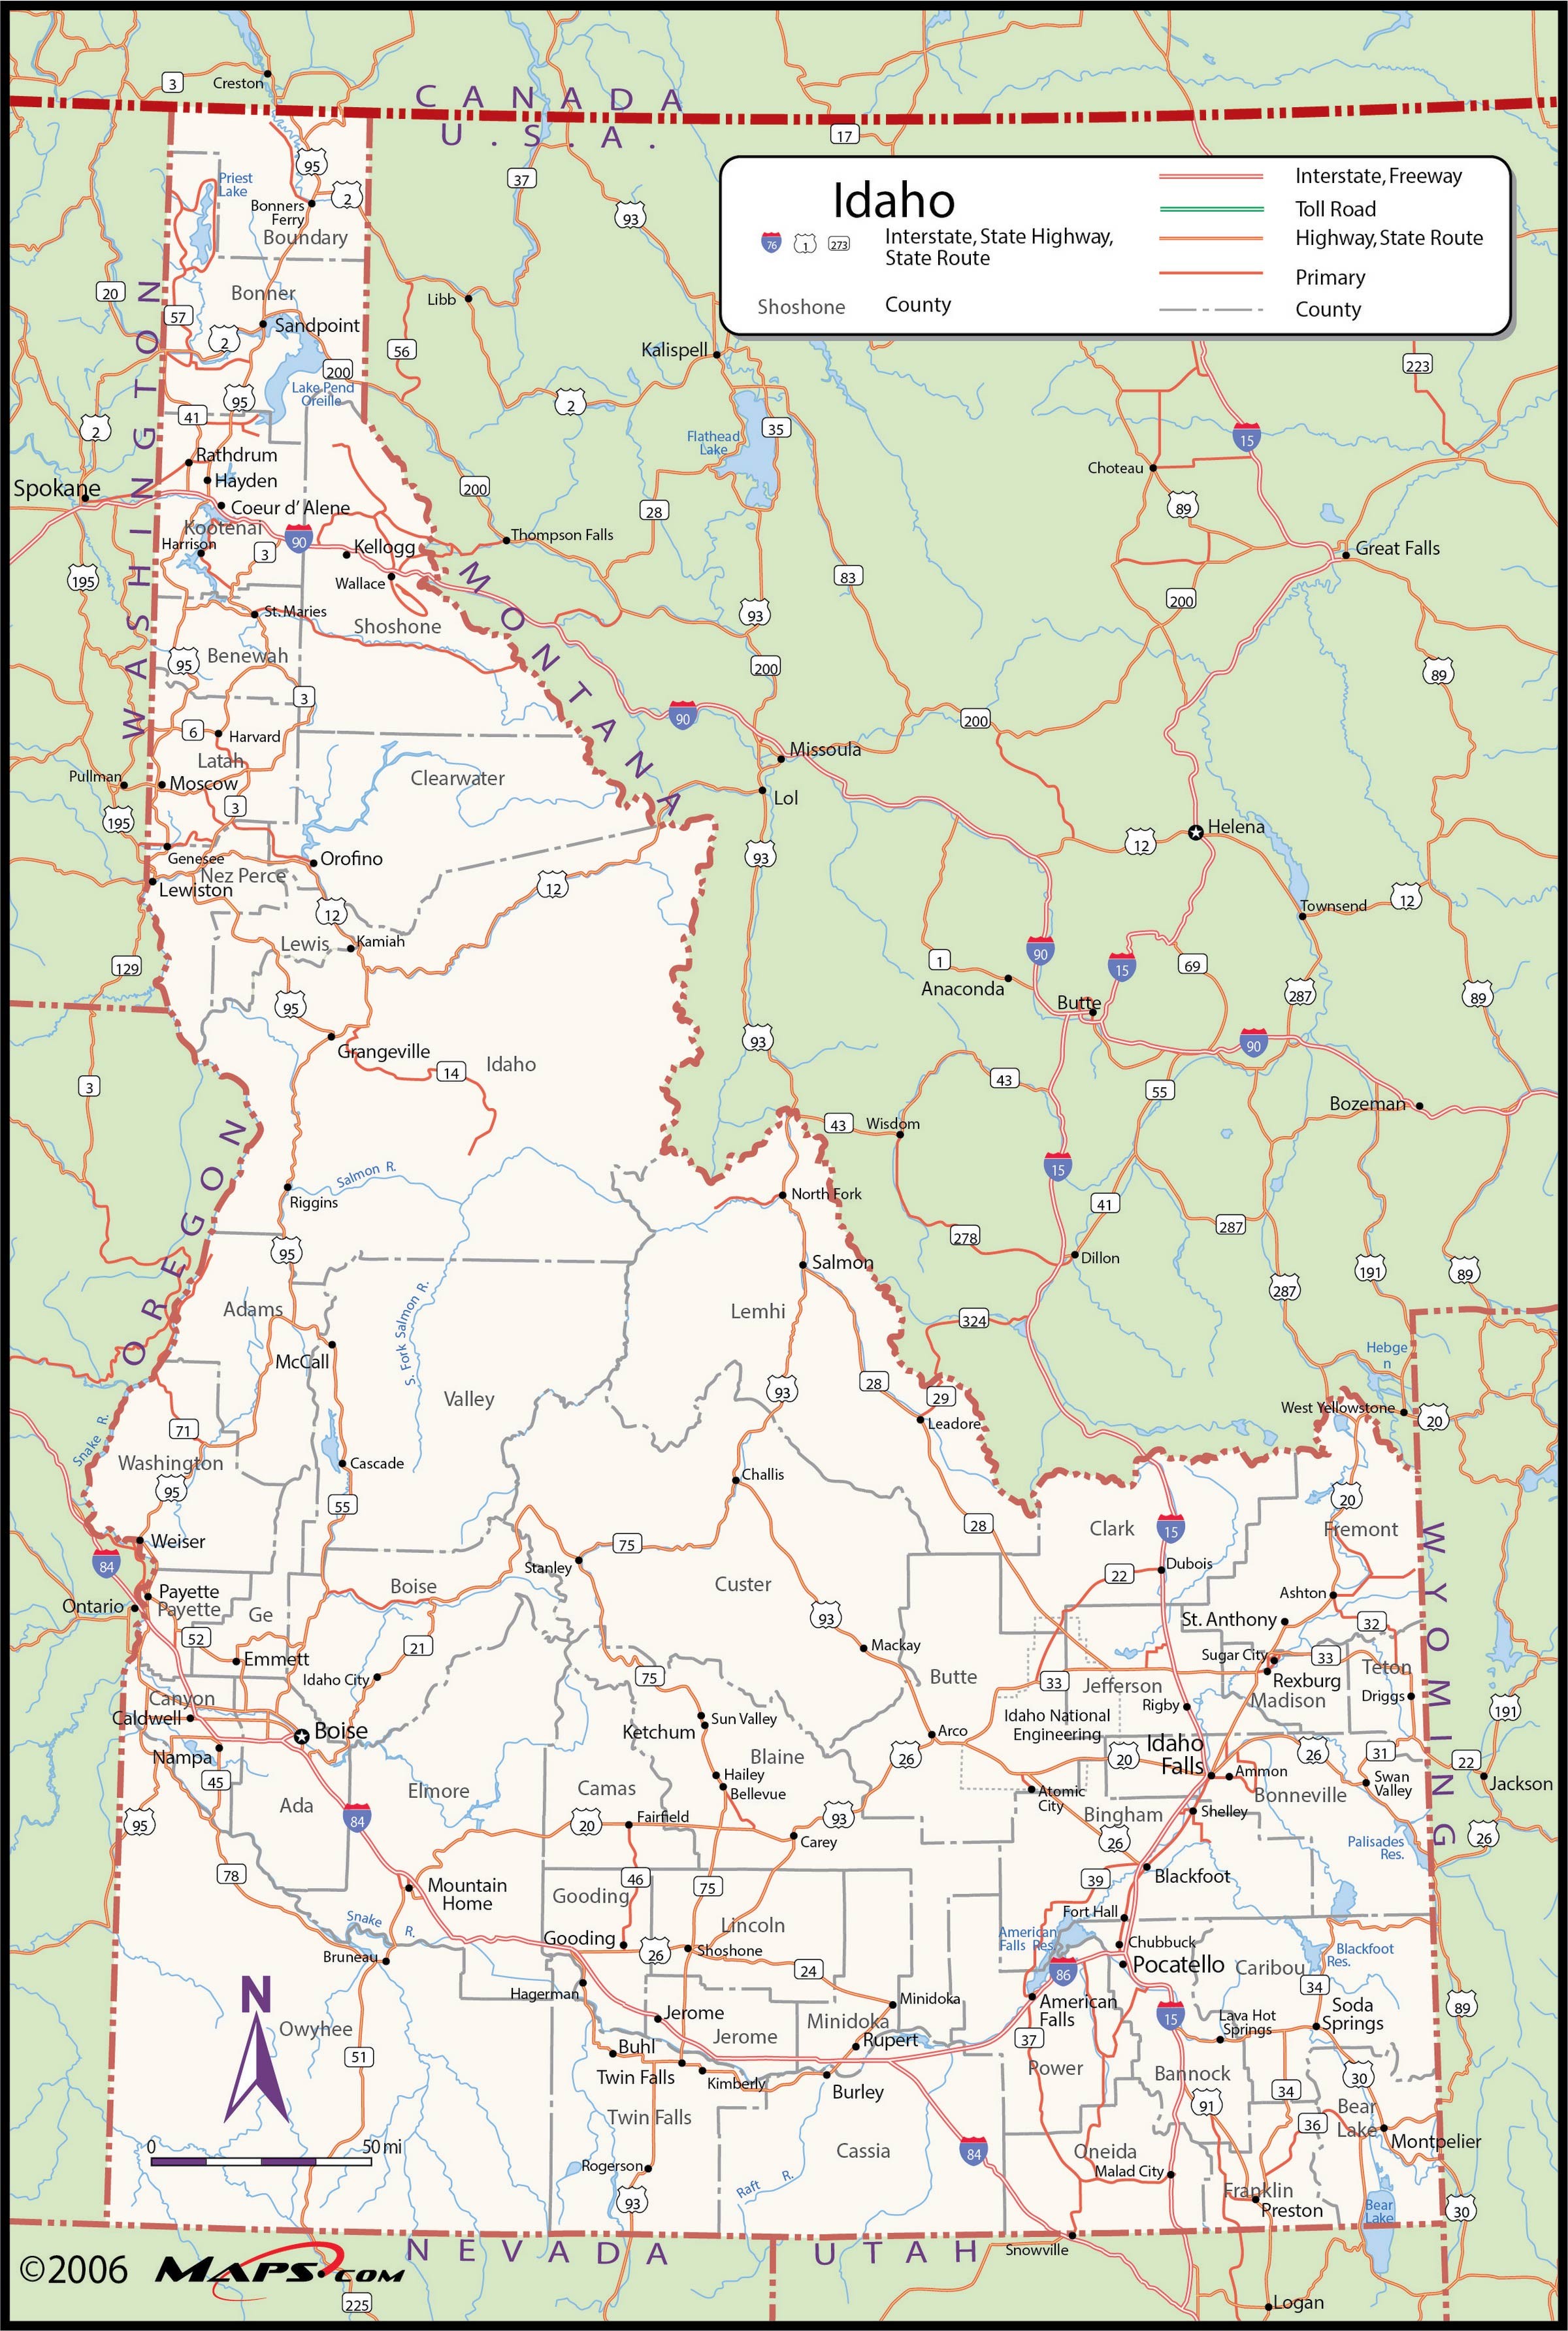 3
Creston
CANADA
U.S.A.
17
95
37
Priest
Lake
2
93
Bonners
Ferry
Boundary
Idaho
Interstate, Freeway
Toll Road
76
1
273
Interstate, State Highway,
State Route
Highway, State Route
Primary
Shoshone
County
County
20
Bonner
Libb
57
Sandpoint
2
56
Kalispell
200
223
Lake Pend
Oreille
95
2
41
2
Flathead
Lake
35
15
Rathdrum
Choteau
Hayden
Spokane
200
89
Coeur d' Alene
28
Kootenai
Harrison
90
Thompson Falls
3
Kellogg
Great Falls
WASHINGTON
195
Wallace
83
MONTANA
200
St. Maries
93
Shoshone
95
Benewah
200
89
3
90
200
6
Harvard
Missoula
Latah
Pullman
Moscow
Clearwater
Lol
3
195
Helena
12
Genesee
93
Orofino
Nez Perce
Lewiston
12
12
12
Townsend
Lewis
Kamiah
90
1
15
69
129
Anaconda
287
89
95
Butte
Grangeville
93
90
Idaho
14
43
3
55
Bozeman
43
Wisdom
OREGON
15
Salmon R.
North Fork
Riggins
41
287
278
95
Salmon
Dillon
191
89
287
Adams
S. Fork Salmon R.
Lemhi
324
McCall
Hebge
n
93
28
29
Valley
West Yellowstone
20
Leadore
71
Snake R.
Washington
Cascade
Challis
95
20
55
28
Clark
15
Fremont
Weiser
75
84
Stanley
Dubois
22
Boise
Custer
Ashton
Payette
Ontario
Payette
Ge
93
St. Anthony
32
52
21
Mackay
Emmett
Sugar City
33
Teton
Idaho City
75
Butte
33
Rexburg
Jefferson
Canyon
Madison
Driggs
WYOMING
Caldwell
Rigby
191
Sun Valley
Idaho National
Engineering
Boise
Ketchum
Arco
Idaho
Falls
Nampa
Blaine
26
20
26
31
22
45
Hailey
Ammon
Swan
Valley
Jackson
Elmore
Camas
Bellevue
Atomic
City
Bonneville
Ada
84
Bingham
Shelley
95
20
Fairfield
93
26
Carey
26
Palisades
Res.
78
46
Blackfoot
Mountain
Home
75
39
Gooding
Fort Hall
Snake
R.
Lincoln
American
Falls Res.
Gooding
26
Shoshone
Chubbuck
Blackfoot
Res.
Bruneau
Pocatello
Caribou
24
86
N
34
Hagerman
Minidoka
American
Falls
89
Jerome
15
Soda
Springs
Minidoka
Lava Hot
Springs
Owyhee
Jerome
Rupert
37
Buhl
51
Power
Bannock
Twin Falls
30
Kimberly
Burley
34
91
Twin Falls
Bear
Lake
36
Montpelier
0
50 mi
Cassia
84
Oneida
Rogerson
Malad City
Raft R.
Franklin
93
Preston
Bear
Lake
30
NEVADA
UTAH
Snowville
©2006
MAPS.COM
225
Logan